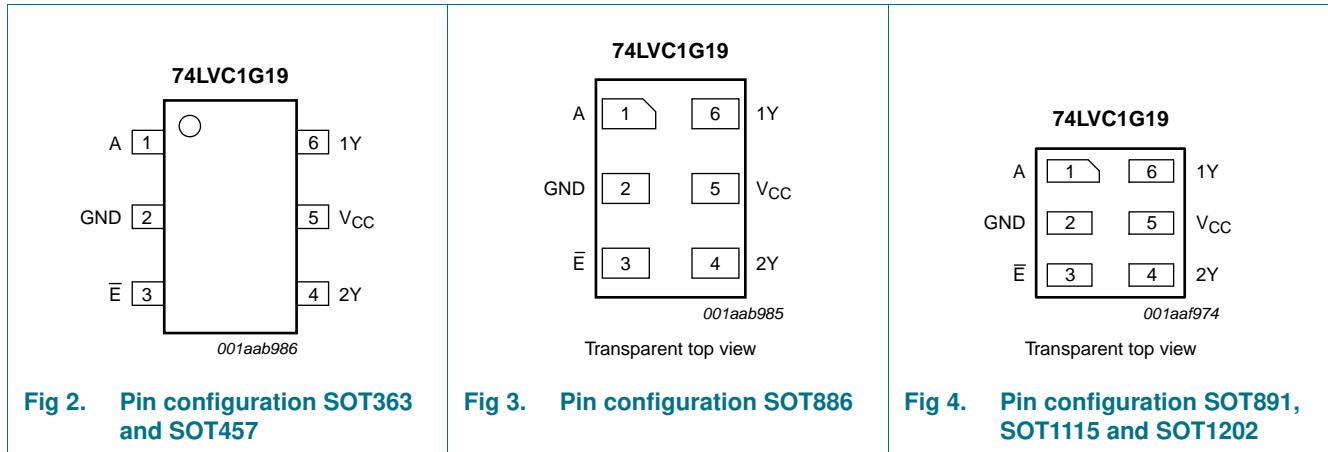 74LVC1G19
A 1 6 1Y
GND 2 5 VCC
E̅ 3 4 2Y
001aab986
Fig 2. Pin configuration SOT363
and SOT457
74LVC1G19
A 1 6 1Y
GND 2 5 VCC
E̅ 3 4 2Y
001aab985
Transparent top view
Fig 3. Pin configuration SOT886
74LVC1G19
A 1 6 1Y
GND 2 5 VCC
E̅ 3 4 2Y
001aaf974
Transparent top view
Fig 4. Pin configuration SOT891,
SOT1115 and SOT1202